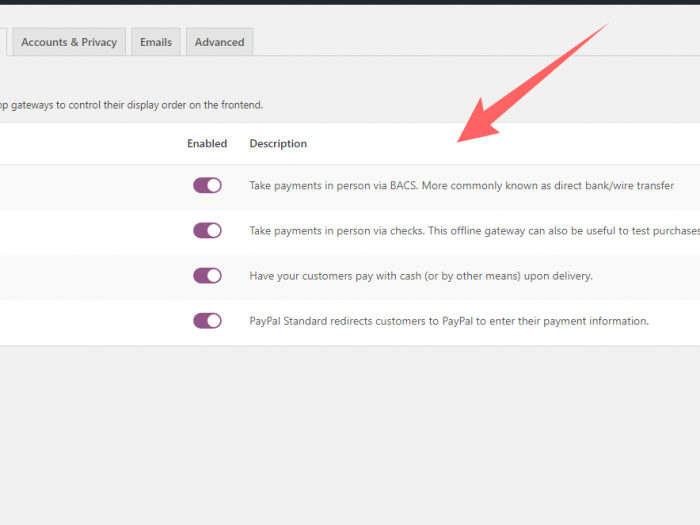 Accounts & Privacy Emails Advanced
op gateways to control their display order on the frontend.
Enabled Description
Take payments in person via BACS. More commonly known as direct bank/wire transfer
Take payments in person via checks. This offline gateway can also be useful to test purchases
Have your customers pay with cash (or by other means) upon delivery.
PayPal Standard redirects customers to PayPal to enter their payment information.